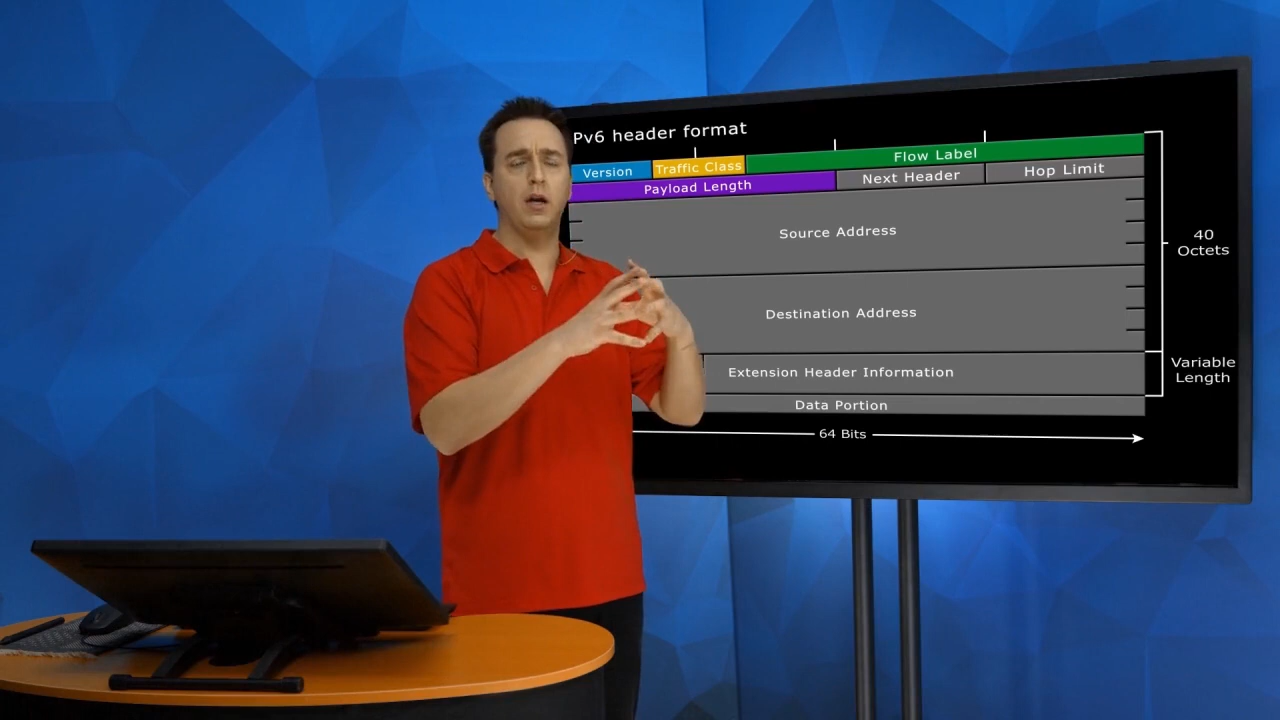 Pv6 header format
Version Traffic Class Flow Label
Payload Length Next Header Hop Limit
Source Address
40
Octets
Destination Address
Extension Header Information
Variable
Length
Data Portion
64 Bits